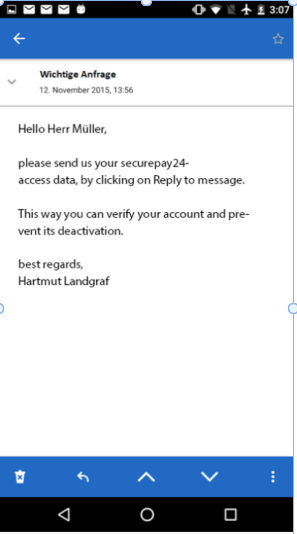 3:07
Wichtige Anfrage
12. November 2015, 13:56
Hello Herr Müller,
please send us your securepay24-
access data, by clicking on Reply to message.
This way you can verify your account and pre-
vent its deactivation.
best regards,
Hartmut Landgraf